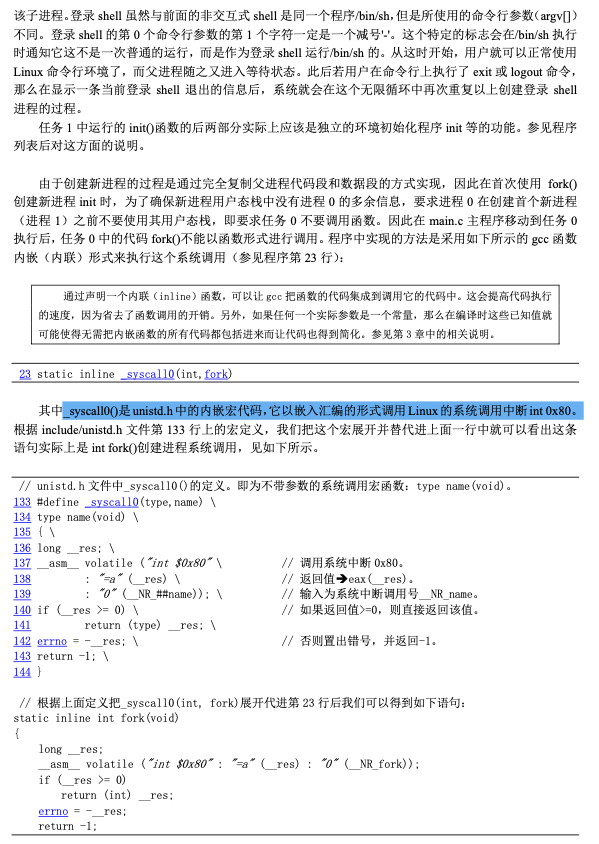 该子进程。登录 shell 虽然与前面的非交互式 shell 是同一个程序/bin/sh，但是所使用的命令行参数（argv[]）
不同。登录 shell 的第 0 个命令行参数的第 1 个字符一定是一个减号'-'。这个特定的标志会在/bin/sh 执行
时通知它这不是一次普通的运行，而是作为登录 shell 运行/bin/sh 的。从这时开始，用户就可以正常使用
Linux 命令行环境了，而父进程随之又进入等待状态。此后若用户在命令行上执行了 exit 或 logout 命令，
那么在显示一条当前登录 shell 退出的信息后，系统就会在这个无限循环中再次重复以上创建登录 shell
进程的过程。
任务 1 中运行的 init()函数的后两部分实际上应该是独立的环境初始化程序 init 等的功能。参见程序
列表后对这方面的说明。
由于创建新进程的过程是通过完全复制父进程代码段和数据段的方式实现，因此在首次使用 fork()
创建新进程 init 时，为了确保新进程用户态栈中没有进程 0 的多余信息，要求进程 0 在创建首个新进程
（进程 1）之前不要使用其用户态栈，即要求任务 0 不要调用函数。因此在 main.c 主程序移动到任务 0
执行后，任务 0 中的代码 fork()不能以函数形式进行调用。程序中实现的方法是采用如下所示的 gcc 函数
内嵌（内联）形式来执行这个系统调用（参见程序第 23 行）：
通过声明一个内联（inline）函数，可以让 gcc 把函数的代码集成到调用它的代码中。这会提高代码执行
的速度，因为省去了函数调用的开销。另外，如果任何一个实际参数是一个常量，那么在编译时这些已知值就
可能使得无需把内嵌函数的所有代码都包括进来而让代码也得到简化。参见第 3 章中的相关说明。
23 static inline _syscall0(int,fork)
其中_syscall0()是 unistd.h 中的内嵌宏代码，它以嵌入汇编的形式调用 Linux 的系统调用中断 int 0x80。
根据 include/unistd.h 文件第 133 行上的宏定义，我们把这个宏展开并替代进上面一行中就可以看出这条
语句实际上是 int fork()创建进程系统调用，见如下所示。
// unistd.h 文件中_syscall0()的定义。即为不带参数的系统调用宏函数：type name(void)。
133 #define _syscall0(type,name) \
134 type name(void) \
135 { \
136 long __res; \
137 __asm__ volatile ("int $0x80" \ // 调用系统中断 0x80。
138 : "=a" (__res) \ // 返回值➔eax(__res)。
139 : "0" (__NR_##name)); \ // 输入为系统中断调用号__NR_name。
140 if (__res >= 0) \ // 如果返回值>=0，则直接返回该值。
141 return (type) __res; \
142 errno = -__res; \ // 否则置出错号，并返回-1。
143 return -1; \
144 }
// 根据上面定义把_syscall0(int, fork)展开代进第 23 行后我们可以得到如下语句：
static inline int fork(void)
{
long __res;
__asm__ volatile ("int $0x80" : "=a" (__res) : "0" (__NR_fork));
if (__res >= 0)
return (int) __res;
errno = -__res;
return -1;